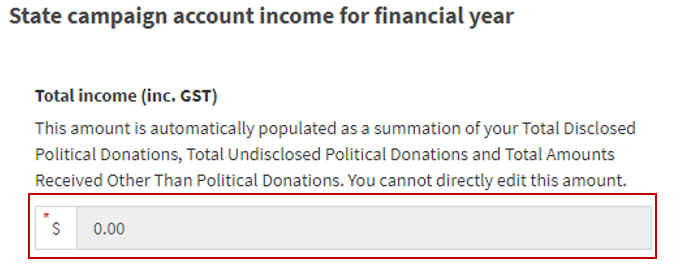 State campaign account income for financial year
Total income (inc. GST)
This amount is automatically populated as a summation of your Total Disclosed
Political Donations, Total Undisclosed Political Donations and Total Amounts
Received Other Than Political Donations. You cannot directly edit this amount.
* $ 0.00